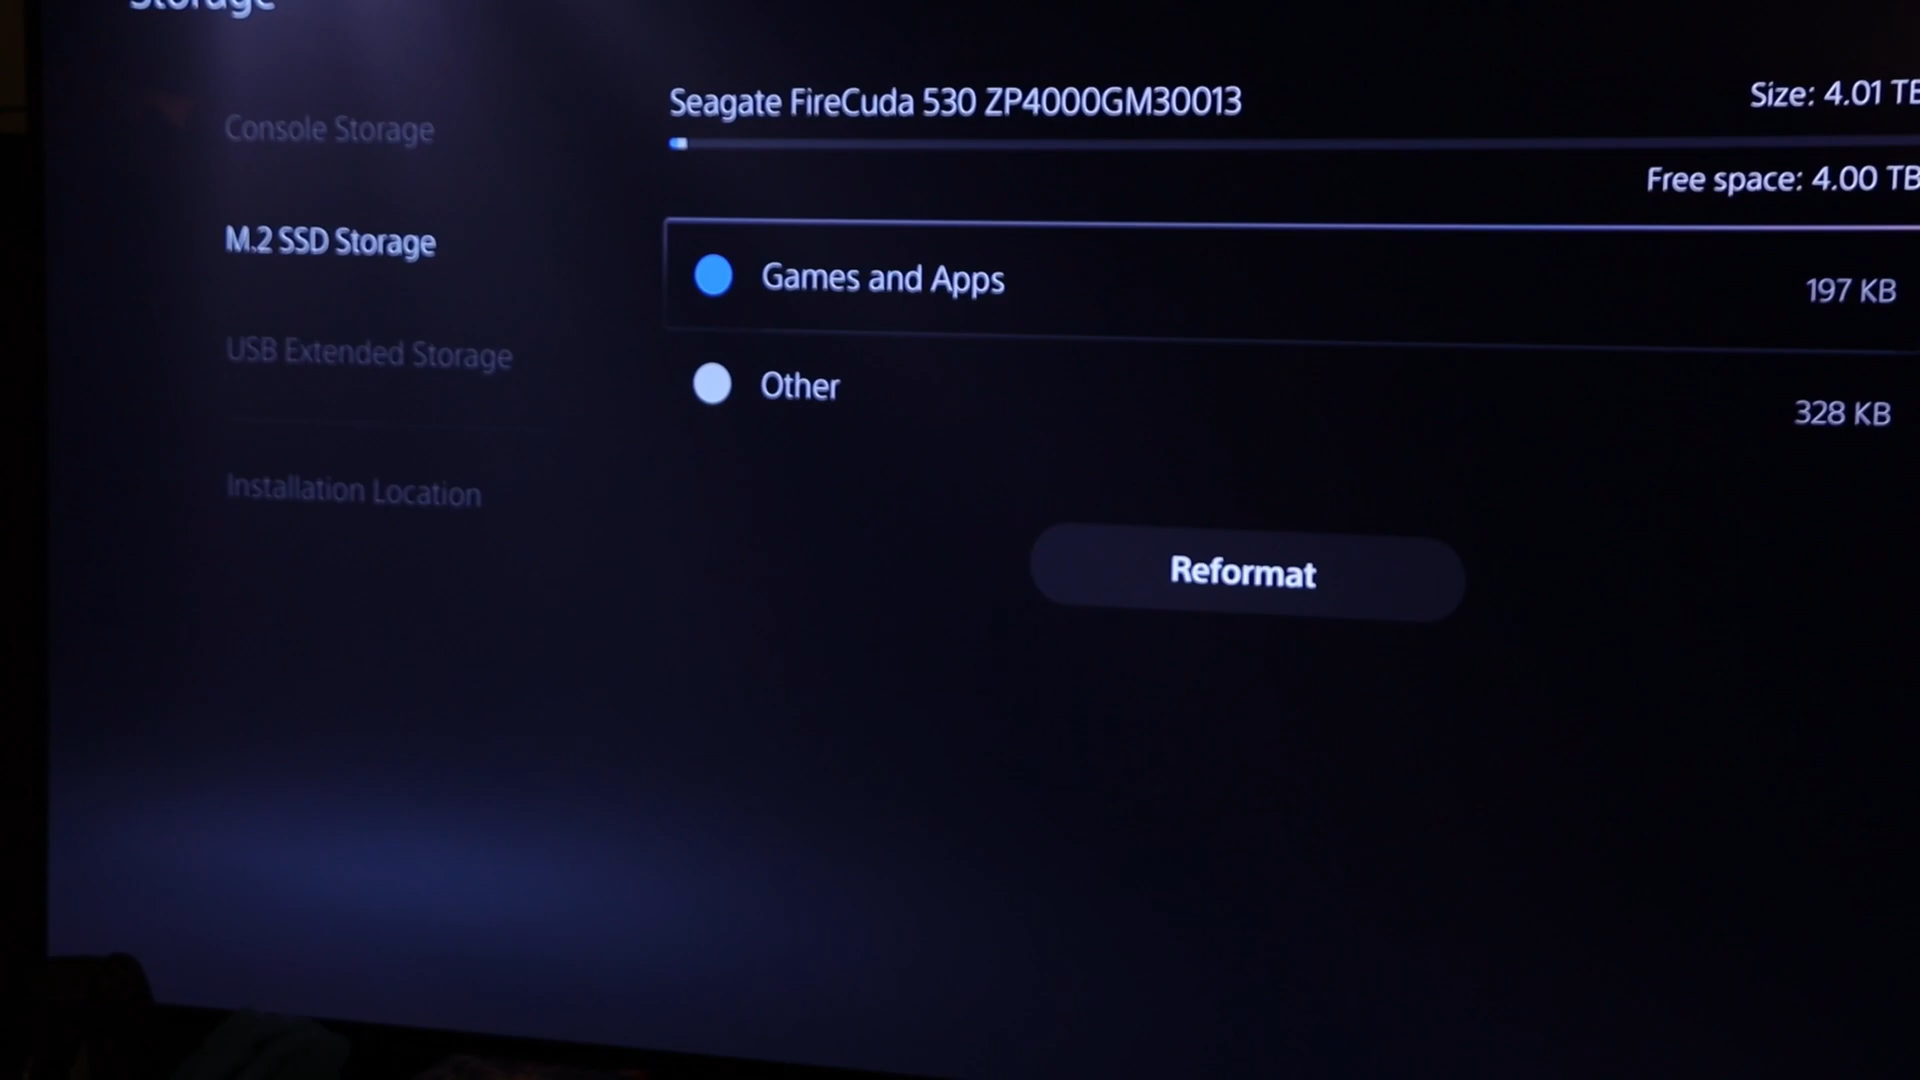 Storage
Console Storage
M.2 SSD Storage
USB Extended Storage
Installation Location
Seagate FireCuda 530 ZP4000GM30013
Size: 4.01 TB
Free space: 4.00 TB
Games and Apps
197 KB
Other
328 KB
Reformat